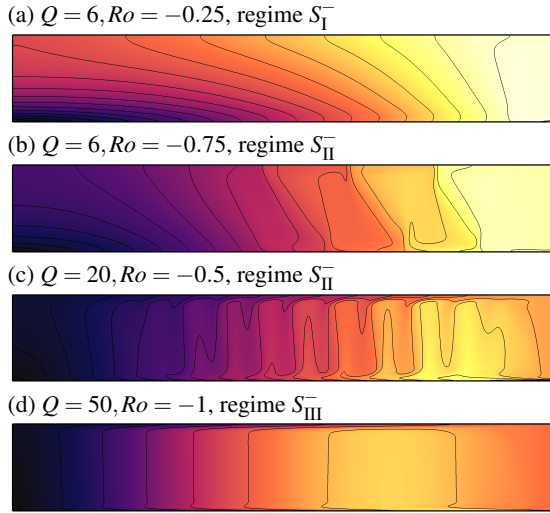 (a) Q = 6, Ro = −0.25, regime S_I^−
(b) Q = 6, Ro = −0.75, regime S_II^−
(c) Q = 20, Ro = −0.5, regime S_II^−
(d) Q = 50, Ro = −1, regime S_III^−